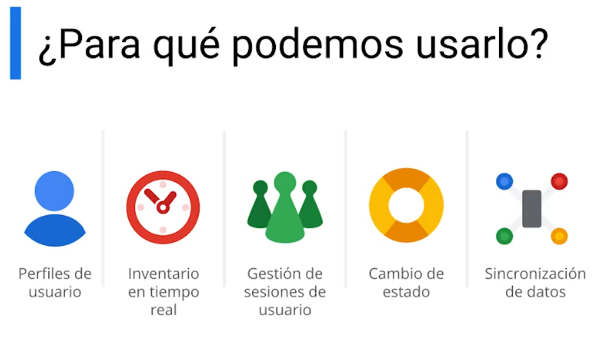 ¿Para qué podemos usarlo?
Perfiles de
usuario
Inventario
en tiempo
real
Gestión de
sesiones de
usuario
Cambio de
estado
Sincronización
de datos